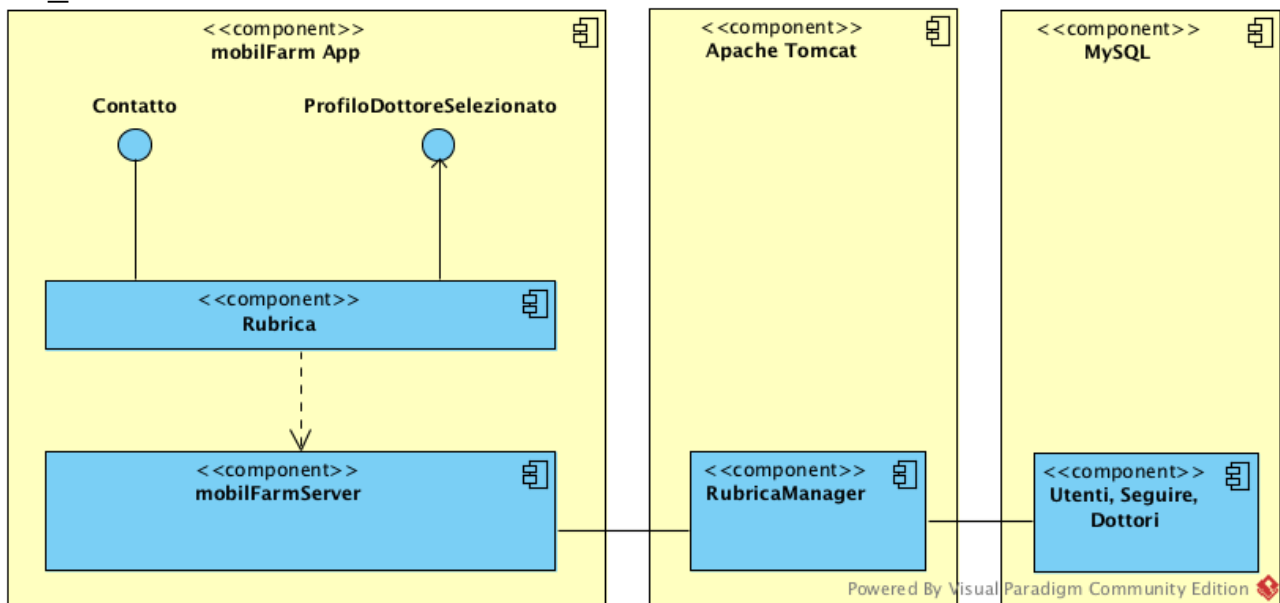 <<component>>
mobilFarm App
Contatto
ProfiloDottoreSelezionato
<<component>>
Rubrica
<<component>>
mobilFarmServer
<<component>>
Apache Tomcat
<<component>>
RubricaManager
<<component>>
MySQL
<<component>>
Utenti, Seguire,
Dottori
Powered By Visual Paradigm Community Edition